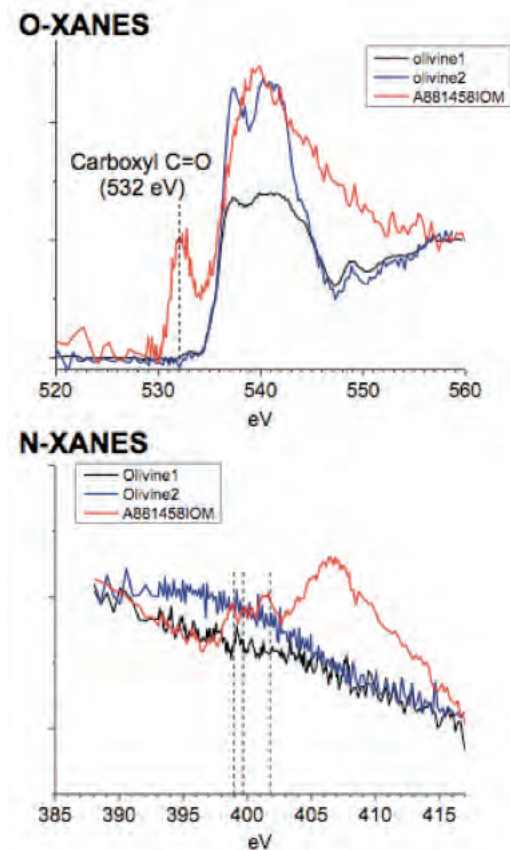 O-XANES
olivine1
olivine2
A881458IOM
Carboxyl C=O
(532 eV)
520 530 540 550 560
eV
N-XANES
Olivine1
Olivine2
A881458IOM
385 390 395 400 405 410 415
eV